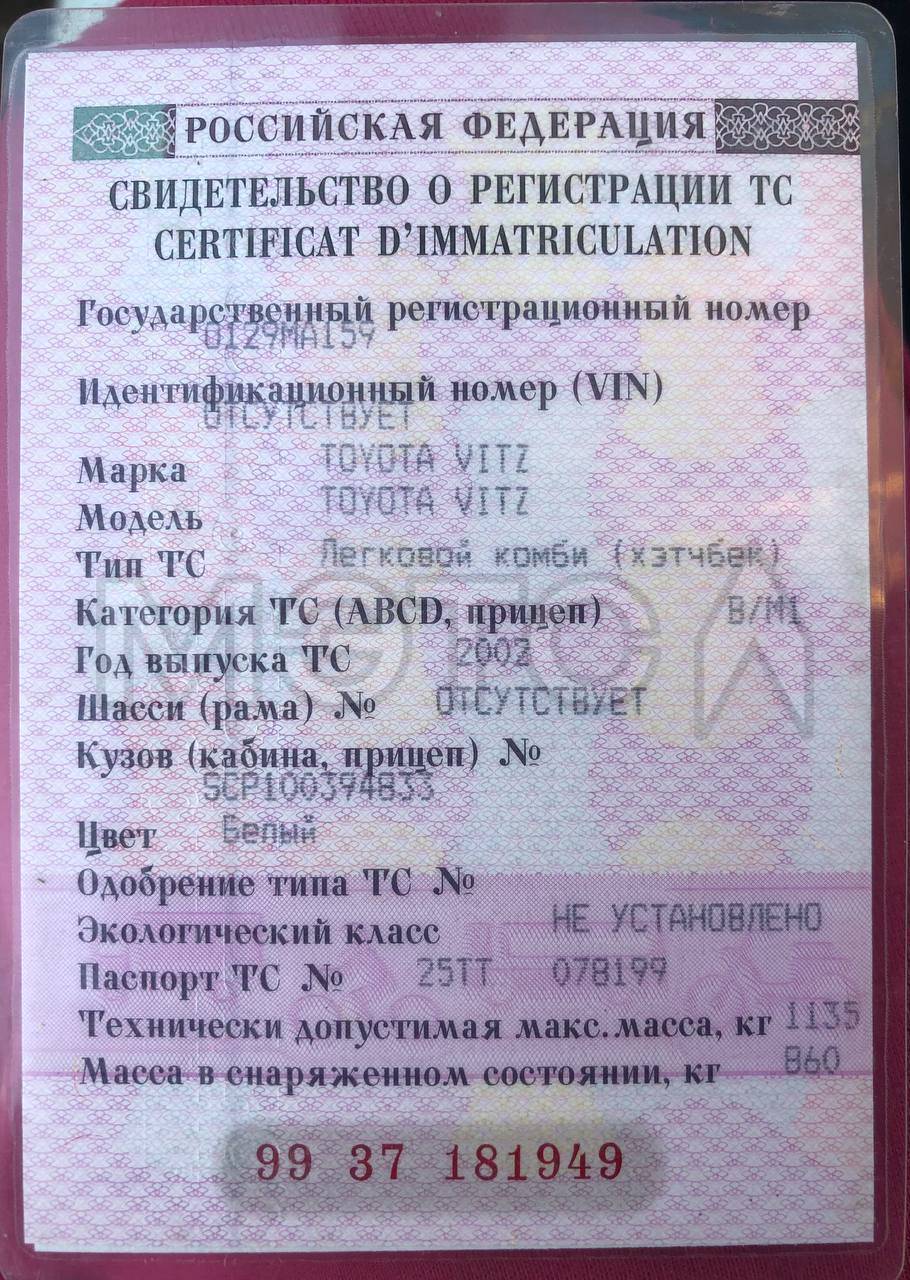 РОССИЙСКАЯ ФЕДЕРАЦИЯ
СВИДЕТЕЛЬСТВО О РЕГИСТРАЦИИ ТС
CERTIFICAT D'IMMATRICULATION
Государственный регистрационный номер
О129МА159
Идентификационный номер (VIN)
ОТСУТСТВУЕТ
Марка TOYOTA VITZ
Модель TOYOTA VITZ
Тип ТС Легковой комби (хэтчбек)
Категория ТС (ABCD, прицеп) B/M1
Год выпуска ТС 2002
Шасси (рама) № ОТСУТСТВУЕТ
Кузов (кабина, прицеп) №
SCP100394833
Цвет Белый
Одобрение типа ТС №
Экологический класс НЕ УСТАНОВЛЕНО
Паспорт ТС № 25ТТ 078199
Технически допустимая макс.масса, кг 1135
Масса в снаряженном состоянии, кг 860
99 37 181949